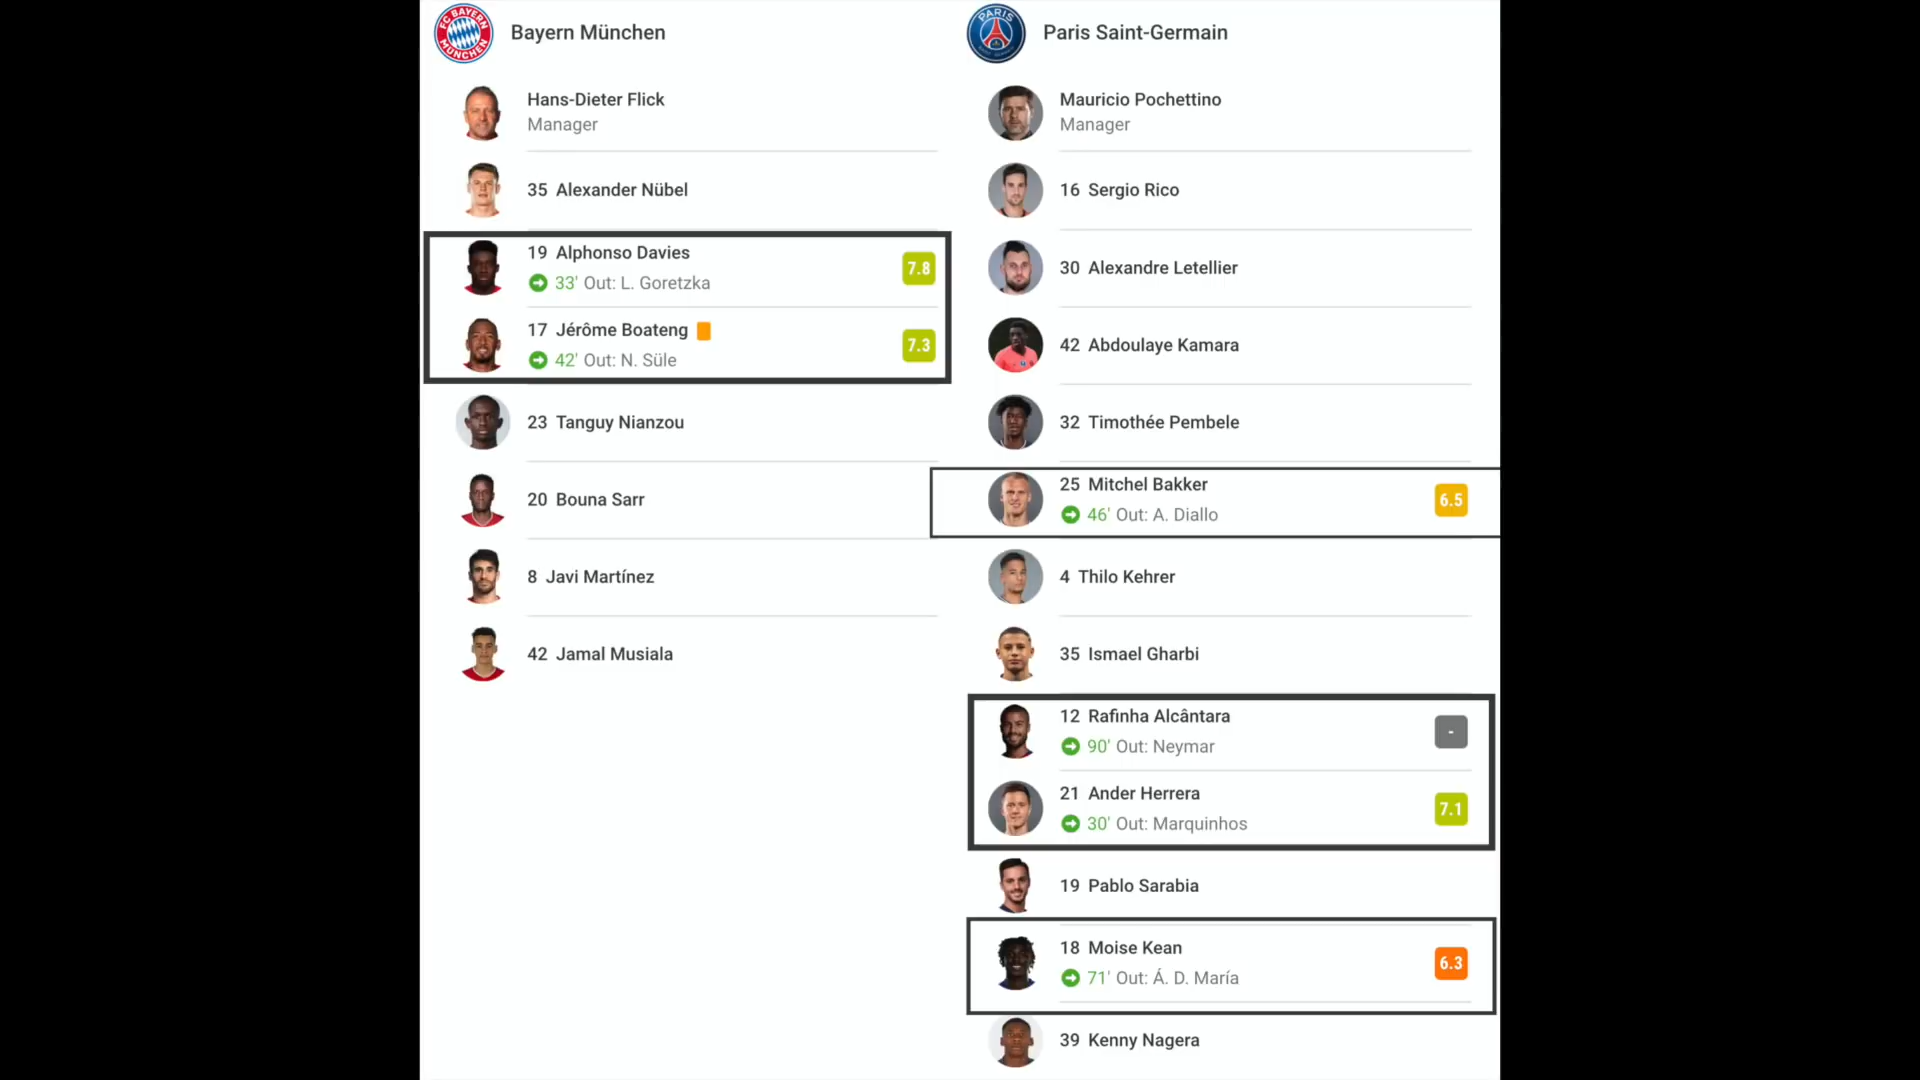 FC BAYERN
MÜNCHEN
Bayern München
Hans-Dieter Flick
Manager
35 Alexander Nübel
19 Alphonso Davies
33' Out: L. Goretzka
7.8
17 Jérôme Boateng
42' Out: N. Süle
7.3
23 Tanguy Nianzou
20 Bouna Sarr
8 Javi Martínez
42 Jamal Musiala
PARIS
Paris Saint-Germain
Mauricio Pochettino
Manager
16 Sergio Rico
30 Alexandre Letellier
42 Abdoulaye Kamara
32 Timothée Pembele
25 Mitchel Bakker
46' Out: A. Diallo
6.5
4 Thilo Kehrer
35 Ismael Gharbi
12 Rafinha Alcântara
90' Out: Neymar
-
21 Ander Herrera
30' Out: Marquinhos
7.1
19 Pablo Sarabia
18 Moise Kean
71' Out: Á. D. María
6.3
39 Kenny Nagera